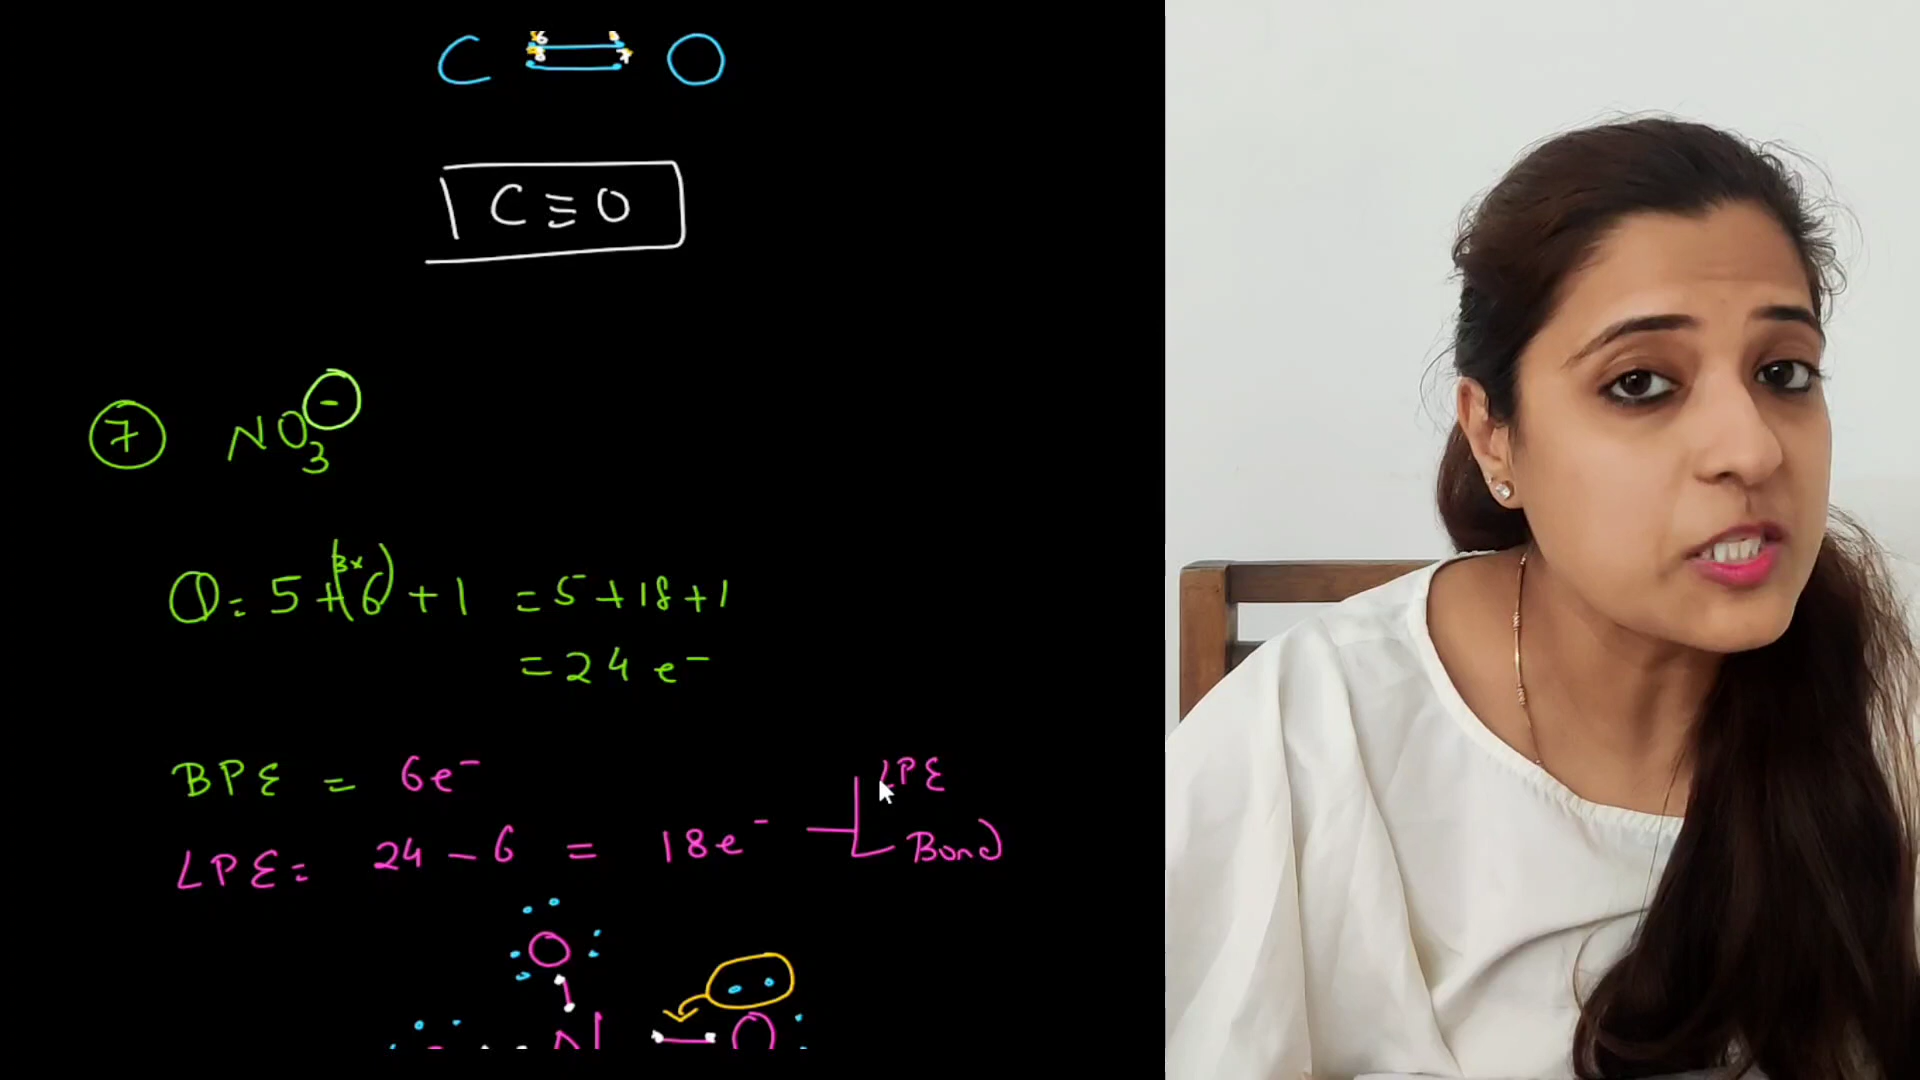 C = O
C ≡ O
7 NO₃⁻
1 = 5 + (3×6) + 1 = 5 + 18 + 1
= 24 e⁻
BPE = 6e⁻
LPE = 24 - 6 = 18e⁻
LPE
Bond
O
N O